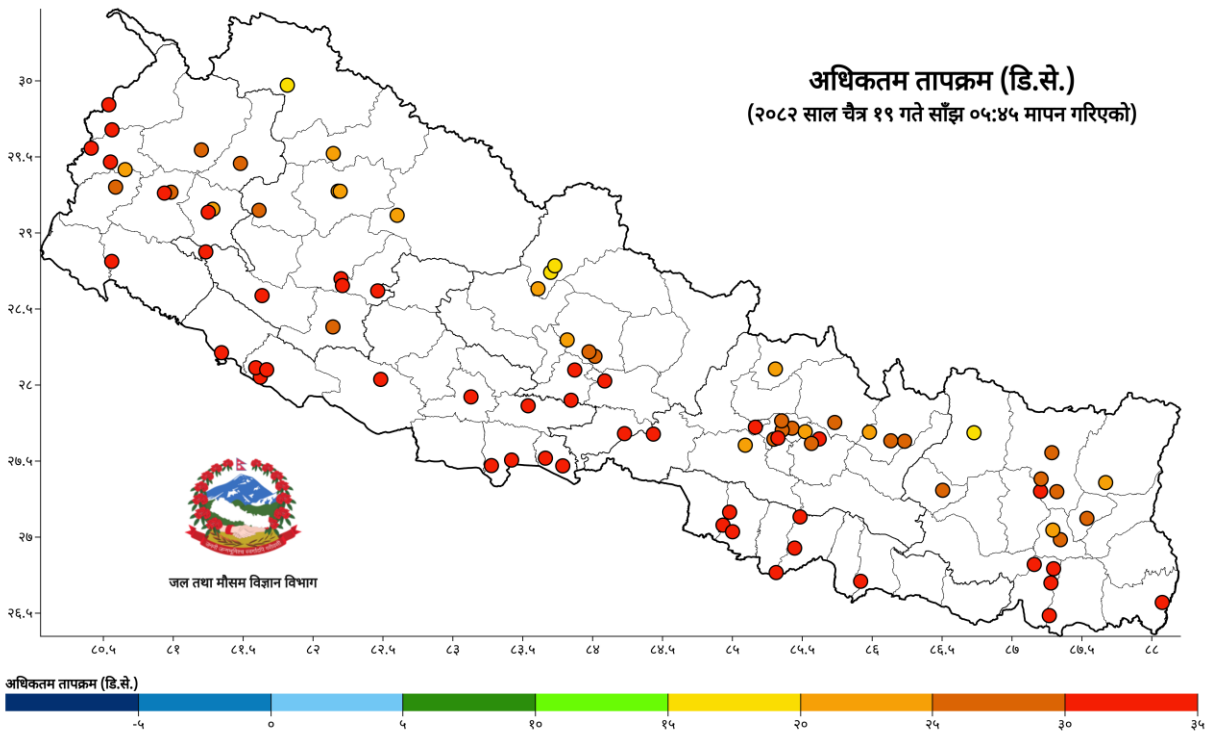 अधिकतम तापक्रम (डि.से.)
(२०८२ साल चैत्र १९ गते साँझ ०५:४५ मापन गरिएको)
३०
२९.५
२९
२८.५
२८
२७.५
२७
२६.५
जल तथा मौसम विज्ञान विभाग
८०.५ ८१ ८१.५ ८२ ८२.५ ८३ ८३.५ ८४ ८४.५ ८५ ८५.५ ८६ ८६.५ ८७ ८७.५ ८८
अधिकतम तापक्रम (डि.से.)
-५ ० ५ १० १५ २० २५ ३० ३५